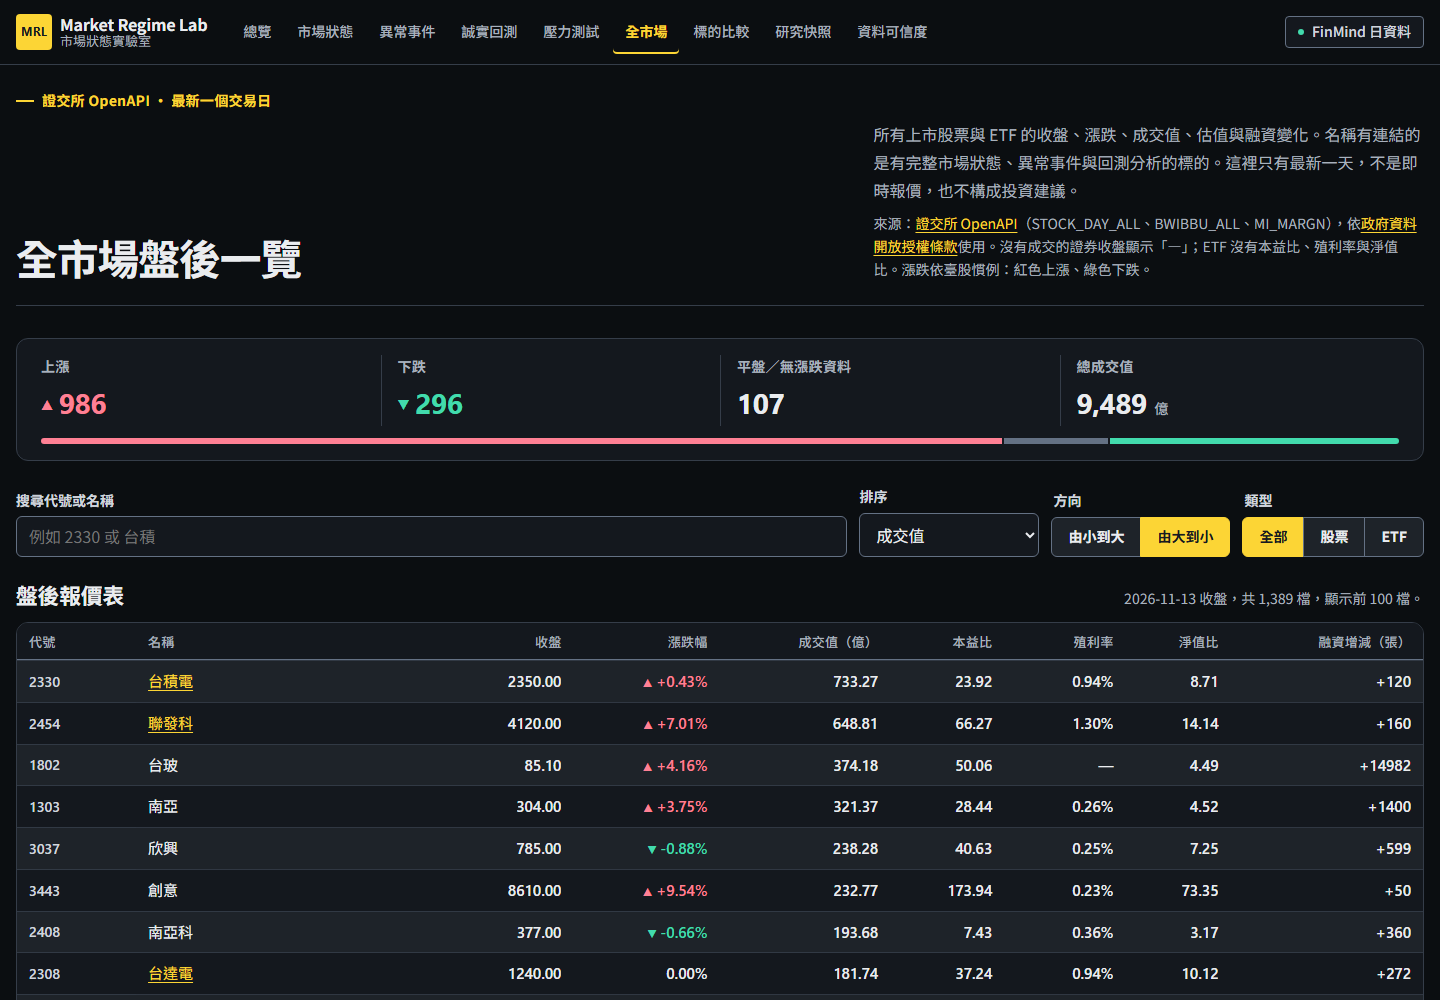 MRL
Market Regime Lab
市場狀態實驗室
總覽
市場狀態
異常事件
誠實回測
壓力測試
全市場
標的比較
研究快照
資料可信度
FinMind 日資料
證交所 OpenAPI · 最新一個交易日
全市場盤後一覽
所有上市股票與 ETF 的收盤、漲跌、成交值、估值與融資變化。名稱有連結的
是有完整市場狀態、異常事件與回測分析的標的。這裡只有最新一天，不是即
時報價，也不構成投資建議。
來源：證交所 OpenAPI（STOCK_DAY_ALL、BWIBBU_ALL、MI_MARGN），依政府資料
開放授權條款使用。沒有成交的證券收盤顯示「—」；ETF 沒有本益比、殖利率與淨值
比。漲跌依臺股慣例：紅色上漲、綠色下跌。
上漲
▲ 986
下跌
▼ 296
平盤／無漲跌資料
107
總成交值
9,489 億
搜尋代號或名稱
例如 2330 或 台積
排序
成交值
方向
由小到大
由大到小
類型
全部
股票
ETF
盤後報價表
2026-11-13 收盤，共 1,389 檔，顯示前 100 檔。
代號 名稱 收盤 漲跌幅 成交值（億） 本益比 殖利率 淨值比 融資增減（張）
2330 台積電 2350.00 ▲ +0.43% 733.27 23.92 0.94% 8.71 +120
2454 聯發科 4120.00 ▲ +7.01% 648.81 66.27 1.30% 14.14 +160
1802 台玻 85.10 ▲ +4.16% 374.18 50.06 — 4.49 +14982
1303 南亞 304.00 ▲ +3.75% 321.37 28.44 0.26% 4.52 +1400
3037 欣興 785.00 ▼ -0.88% 238.28 40.63 0.25% 7.25 +599
3443 創意 8610.00 ▲ +9.54% 232.77 173.94 0.23% 73.35 +50
2408 南亞科 377.00 ▼ -0.66% 193.68 7.43 0.36% 3.17 +360
2308 台達電 1240.00 0.00% 181.74 37.24 0.94% 10.12 +272